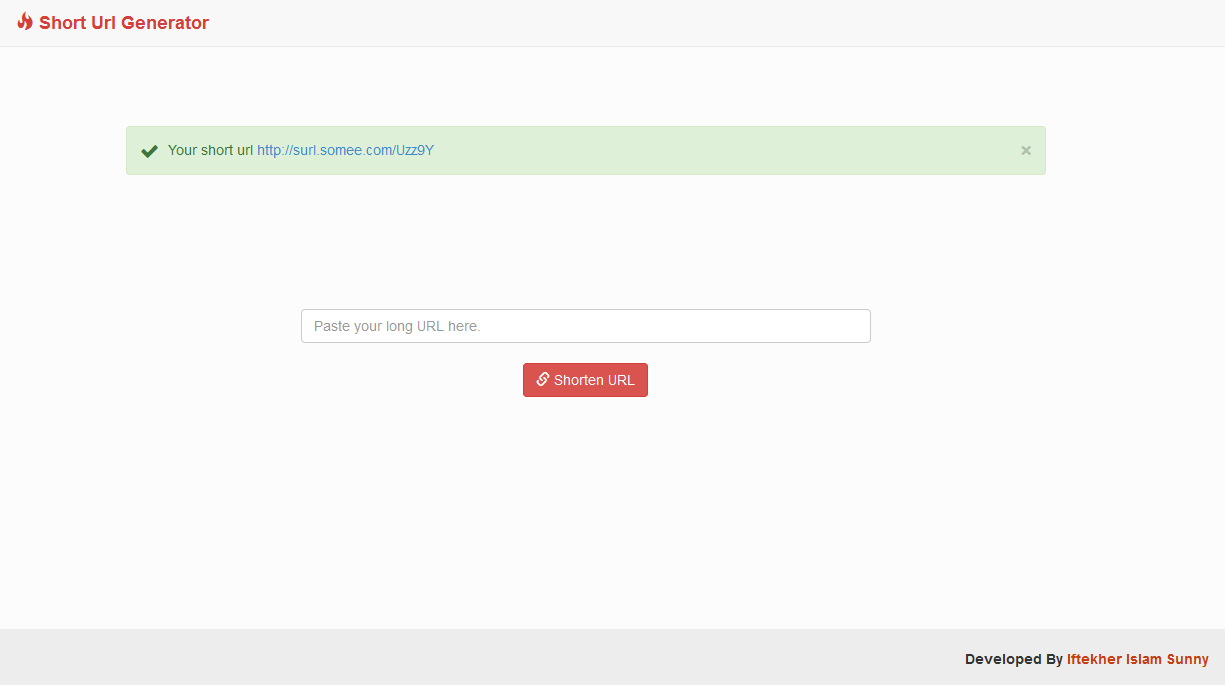 Short Url Generator
Your short url http://surl.somee.com/Uzz9Y ×
Paste your long URL here.
Shorten URL
Developed By Iftekher Islam Sunny